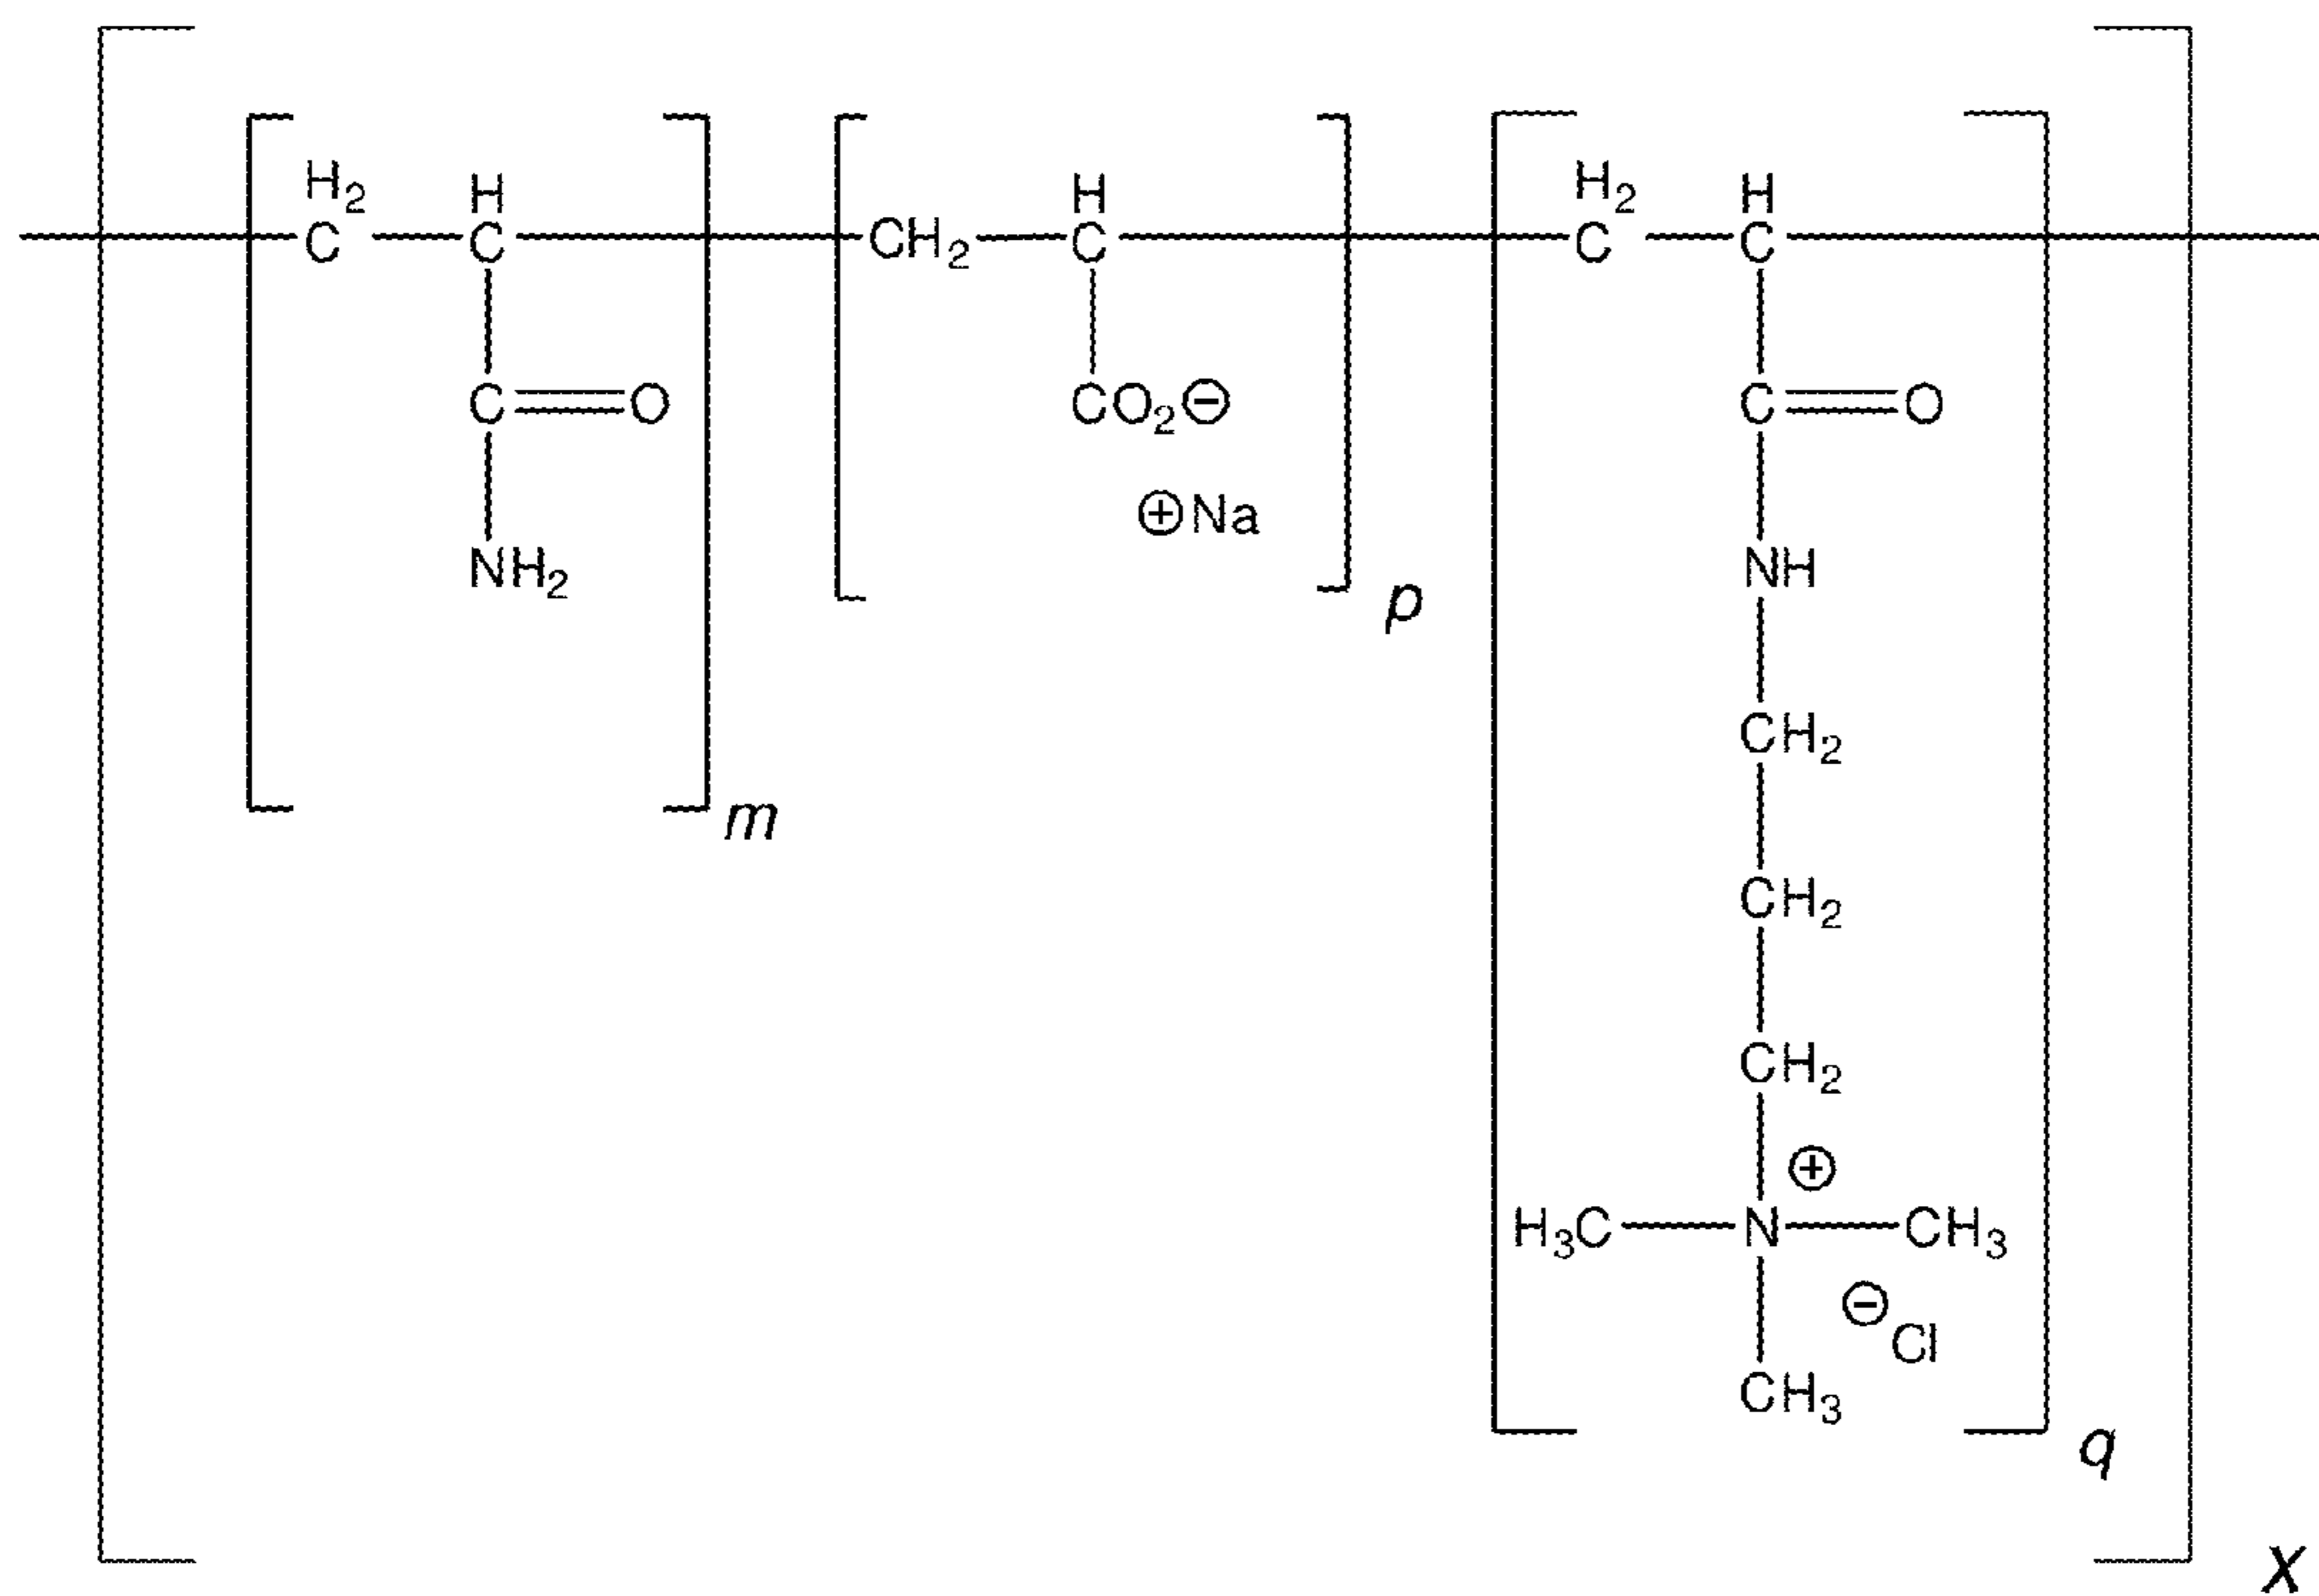 H₂ H H H₂ H
C C CH₂ C C C
C O CO₂⊖ C O
⊕Na
NH₂ NH
p
CH₂
m
CH₂
CH₂
⊕
H₃C N CH₃
⊖
Cl
CH₃
q
x